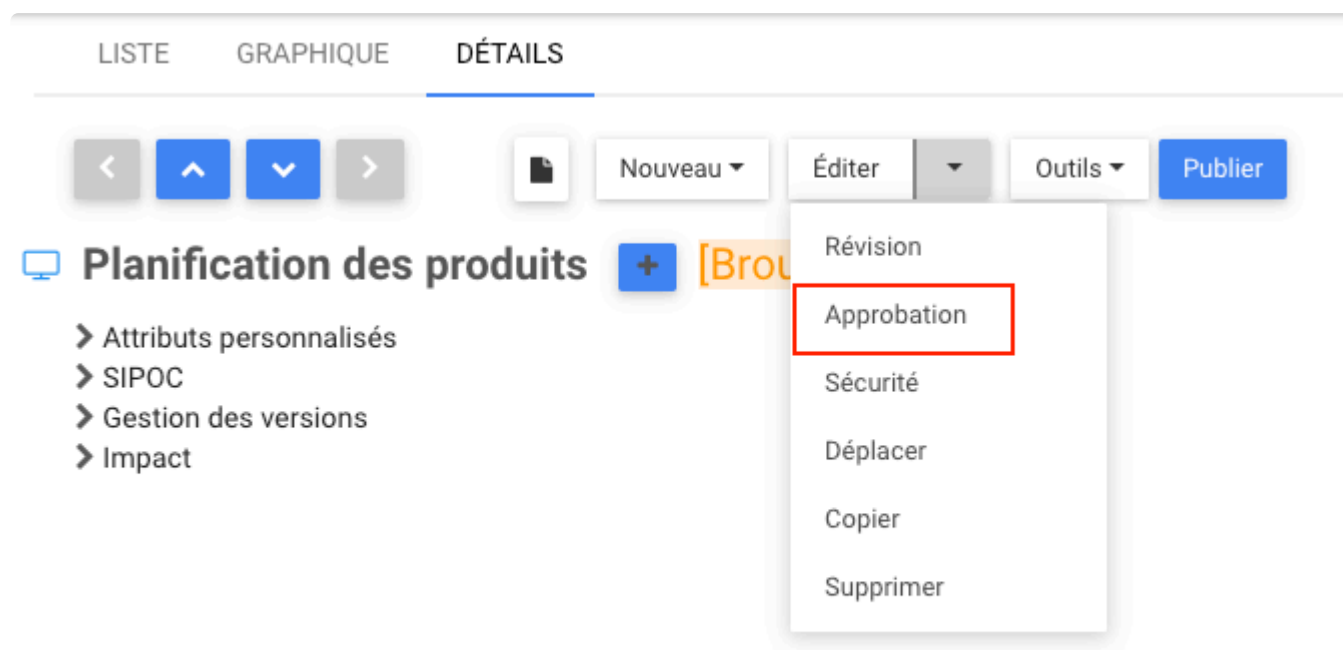 LISTE GRAPHIQUE DÉTAILS
Nouveau Éditer Outils Publier
Planification des produits [Brou
Attributs personnalisés
SIPOC
Gestion des versions
Impact
Révision
Approbation
Sécurité
Déplacer
Copier
Supprimer